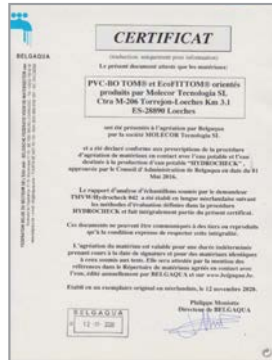 BELGAQUA
CERTIFICAT
(traduction uniquement pour information)
Le présent document atteste que les matériaux:
PVC-BO TOM® et EcoFITTOM® orientés
produits par Molecor Tecnología SL
Ctra M-206 Torrejon-Loeches Km 3.1
ES-28890 Loeches
ont été présentés à l'agréation par Belgaqua
par la société MOLECOR Tecnología SL
et a été déclaré conforme aux prescriptions de la procédure
d'agréation de matériaux en contact avec l'eau potable et l'eau
destinée à la production d'eau potable "HYDROCHECK",
approuvée par le Conseil d'Administration de Belgaqua en date du 01
Mai 2016.
Le rapport d'analyse d'échantillons soumis par le demandeur
TMVW/Hydrocheck 042 a été établi en langue néerlandaise suivant
les méthodes d'évaluation définies dans la procédure
HYDROCHECK et fait intégralement partie du présent certificat.
Ces documents ne peuvent être communiqués à des tiers ou reproduits
qu'à la condition expresse de respecter cette intégralité.
L'agréation du matériau est valable pour une durée indéterminée
prenant cours à la date de signature et pour des matériaux identiques
à ceux soumis aux tests. Elle sera attestée par la mention des
références dans le Répertoire de matériaux agréés en contact avec
l'eau, édité annuellement par BELGAQUA et sur www.belgaqua.be.
Établi en un exemplaire original en néerlandais, le 12 novembre 2020.
Philippe Montoite
Directeur de BELGAQUA
BELGAQUA